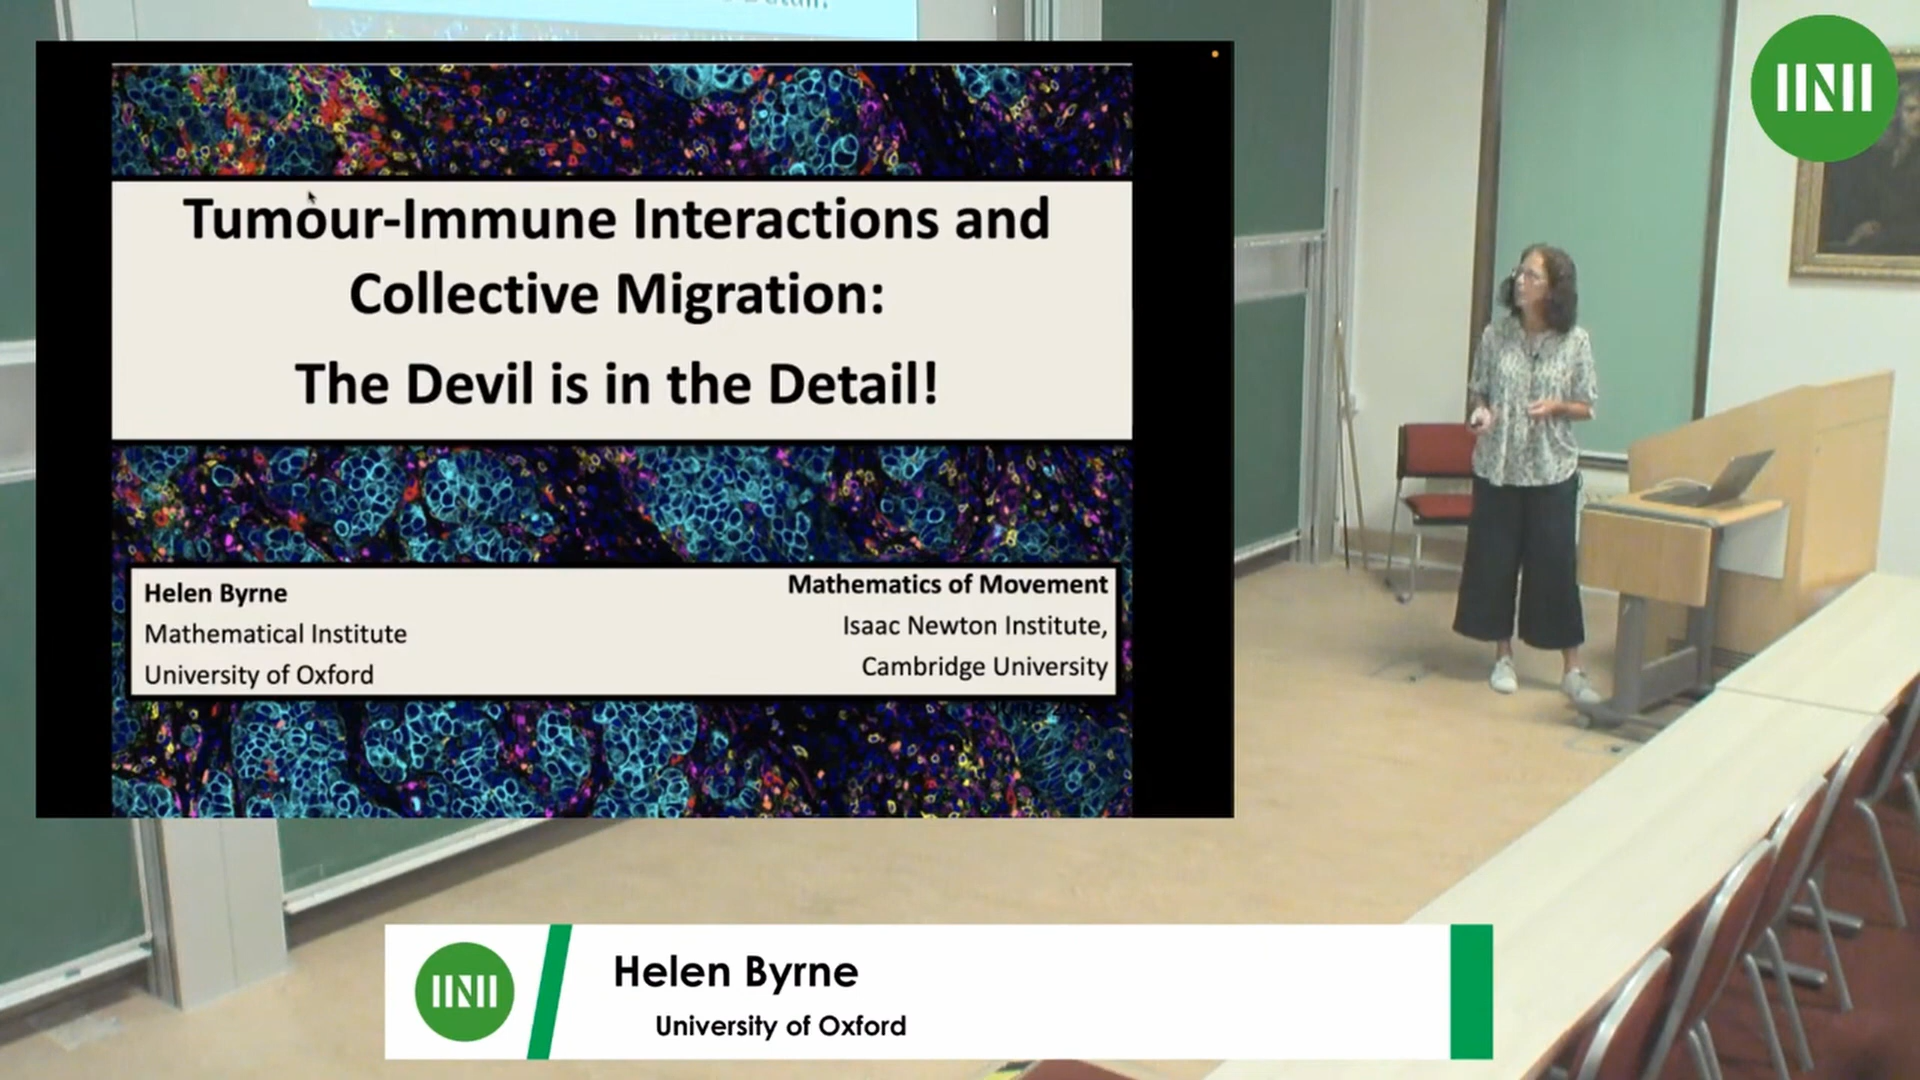 Detail!
Tumour-Immune Interactions and
Collective Migration:
The Devil is in the Detail!
Helen Byrne
Mathematical Institute
University of Oxford
Mathematics of Movement
Isaac Newton Institute,
Cambridge University
INI
INI
Helen Byrne
University of Oxford